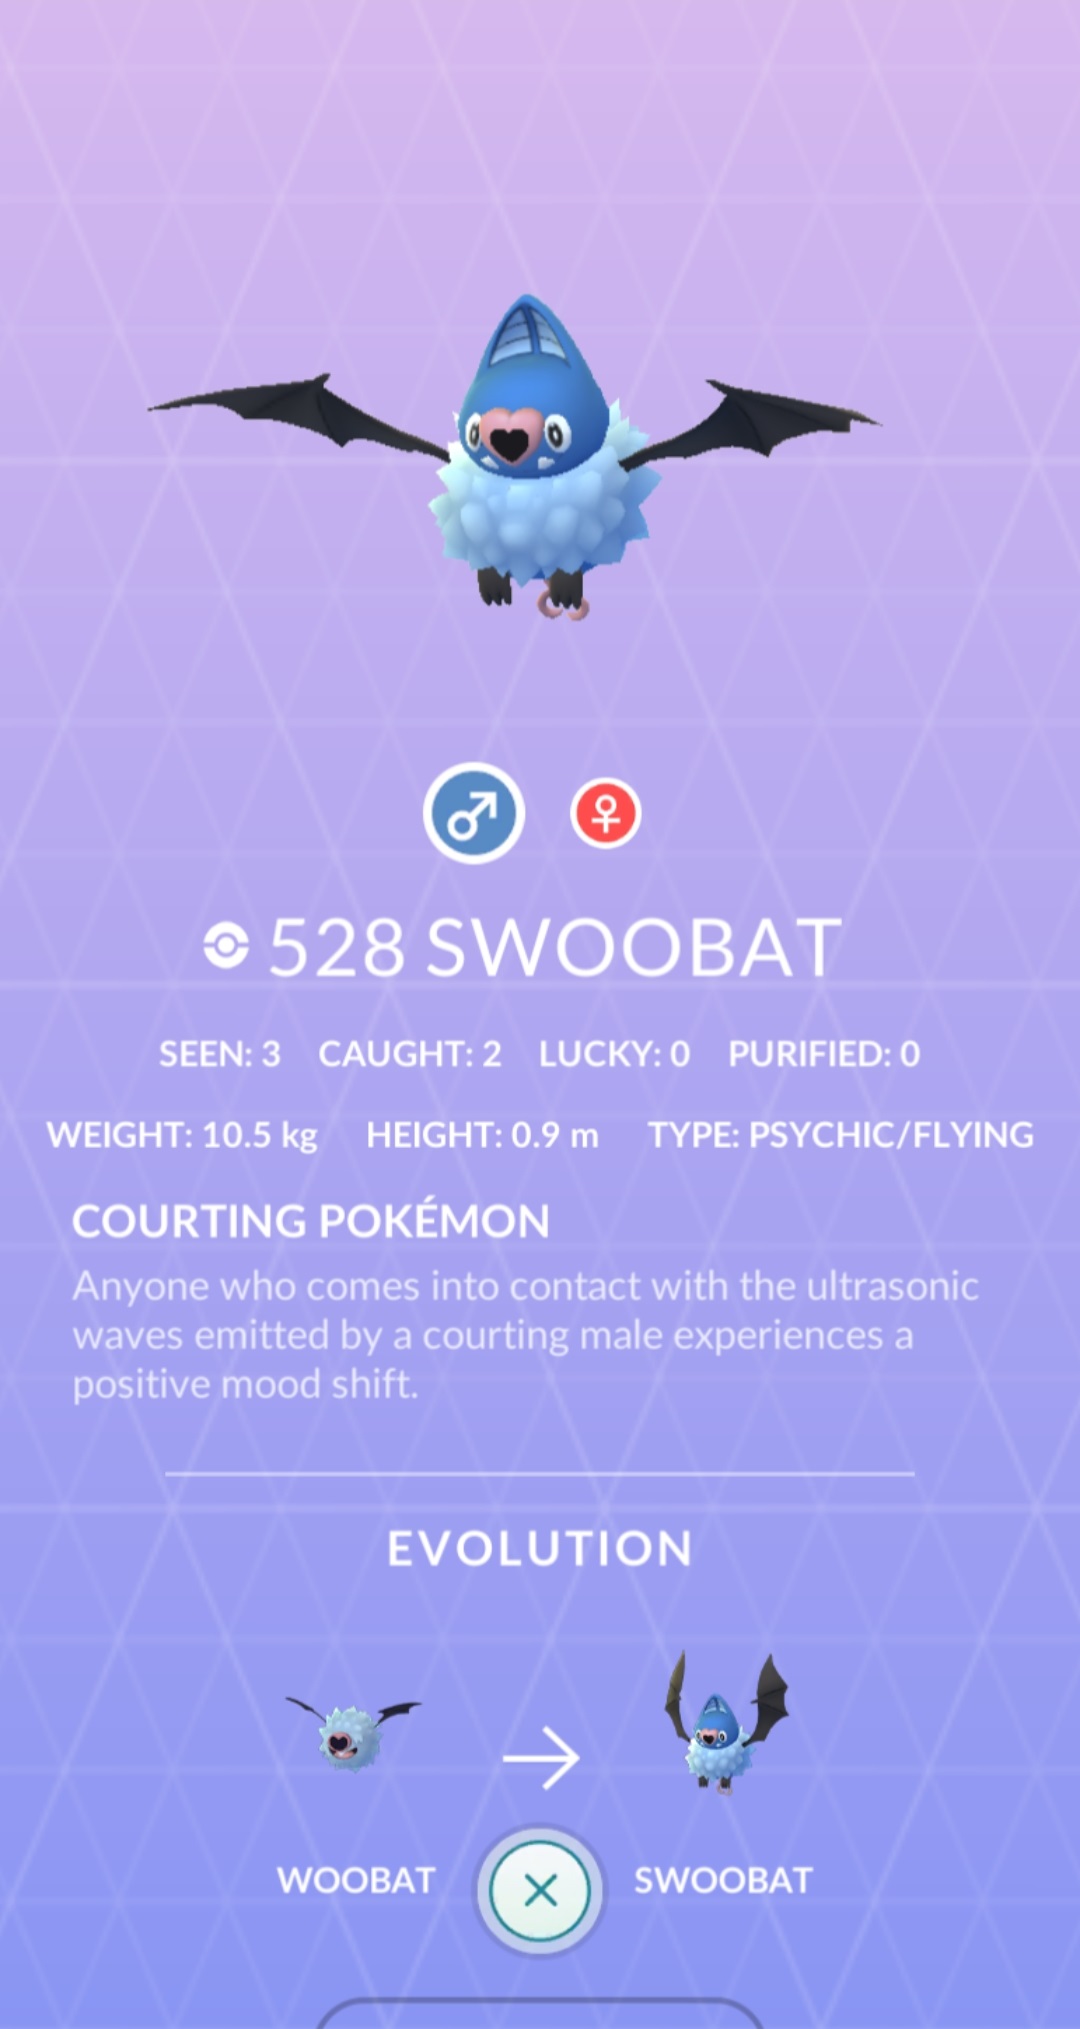 528 SWOOBAT
SEEN: 3 CAUGHT: 2 LUCKY: 0 PURIFIED: 0
WEIGHT: 10.5 kg HEIGHT: 0.9 m TYPE: PSYCHIC/FLYING
COURTING POKÉMON
Anyone who comes into contact with the ultrasonic
waves emitted by a courting male experiences a
positive mood shift.
EVOLUTION
WOOBAT SWOOBAT